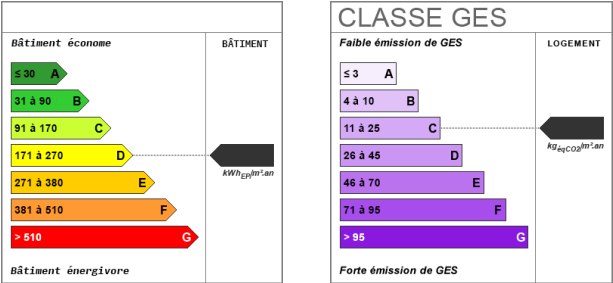 Bâtiment économe
BÂTIMENT
≤ 30 A
31 à 90 B
91 à 170 C
171 à 270 D
271 à 380 E
381 à 510 F
> 510 G
kWhEP/m².an
Bâtiment énergivore
CLASSE GES
Faible émission de GES
LOGEMENT
≤ 3 A
4 à 10 B
11 à 25 C
26 à 45 D
46 à 70 E
71 à 95 F
> 95 G
kgéqCO2/m².an
Forte émission de GES